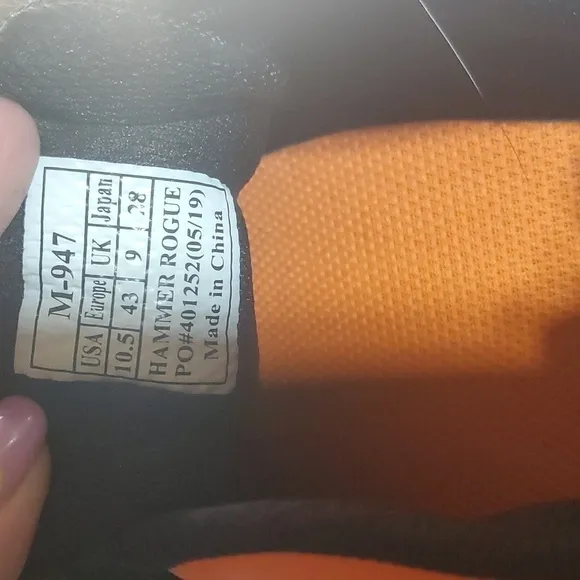 M-947
USA Europe UK Japan
10.5 43 9 28
HAMMER ROGUE
PO#401252(05/19)
Made in China